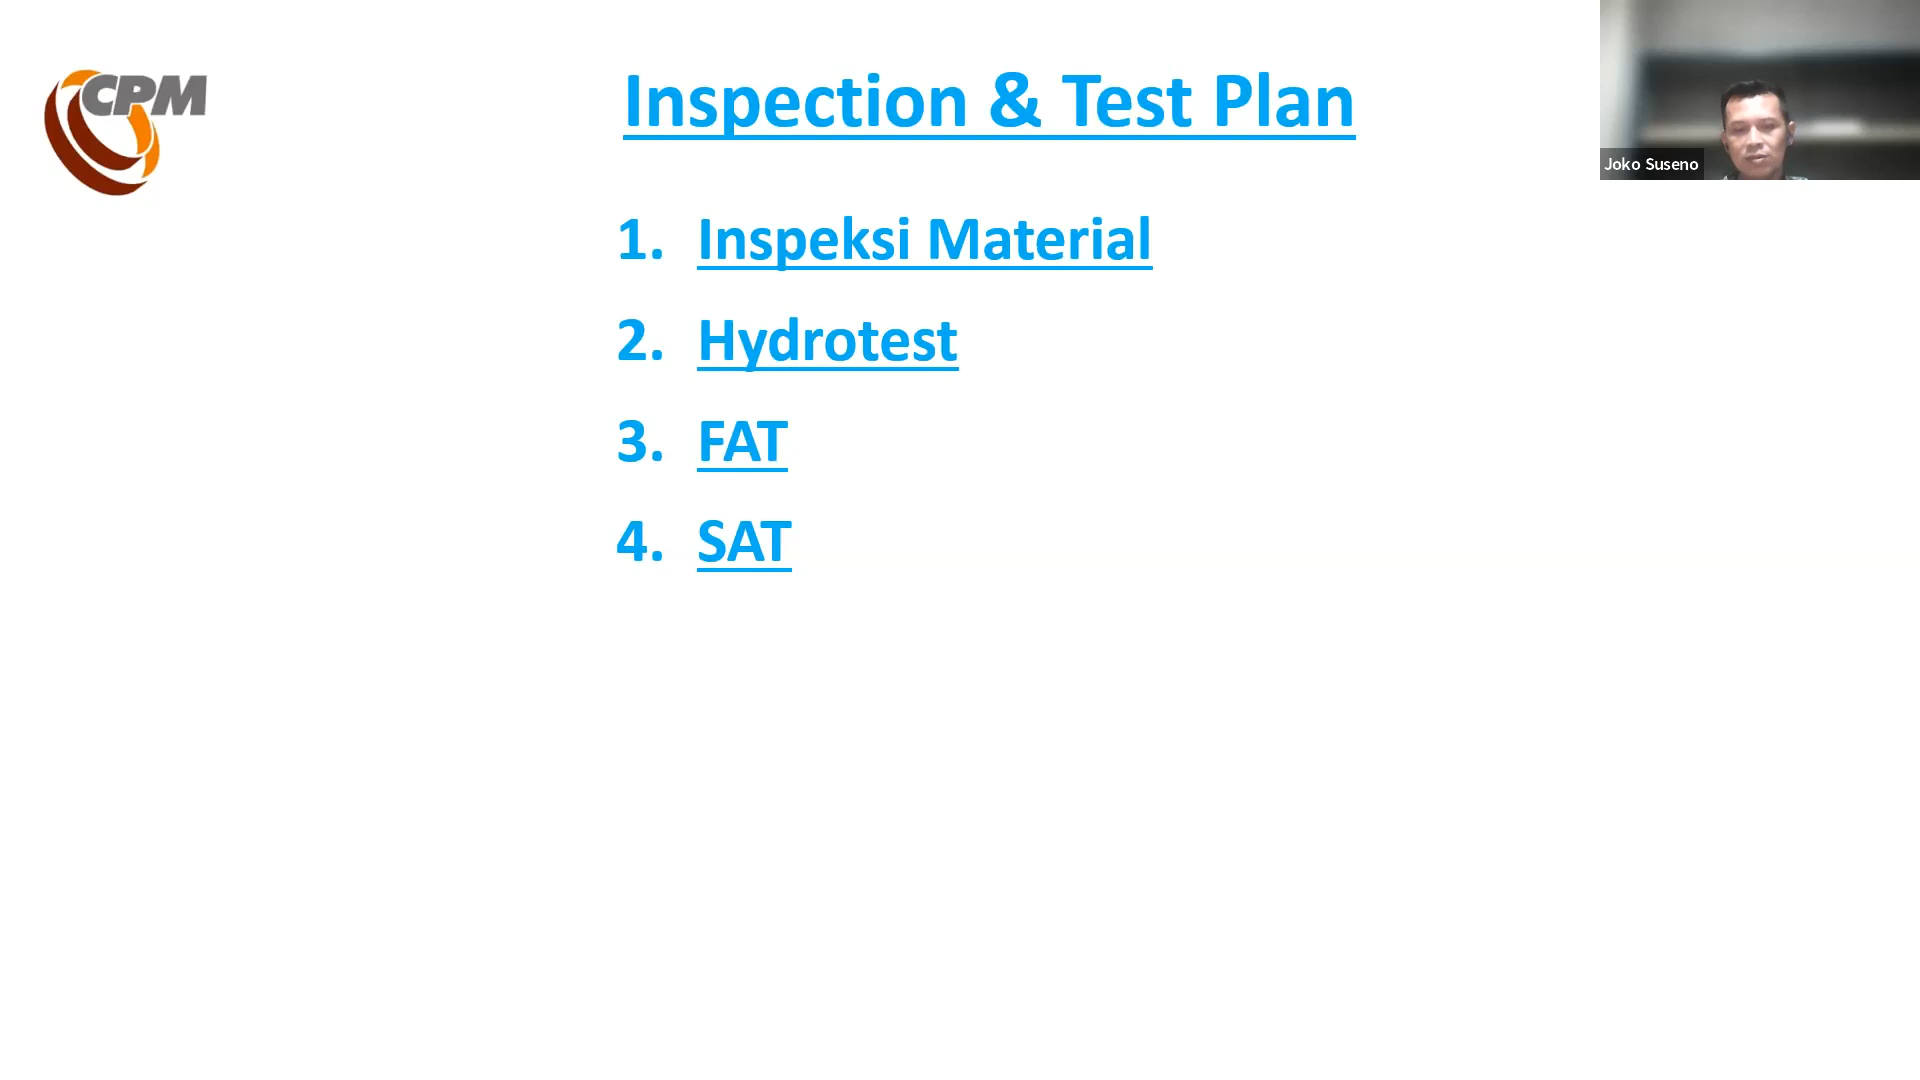 CPM
Inspection & Test Plan
Joko Suseno
1. Inspeksi Material
2. Hydrotest
3. FAT
4. SAT